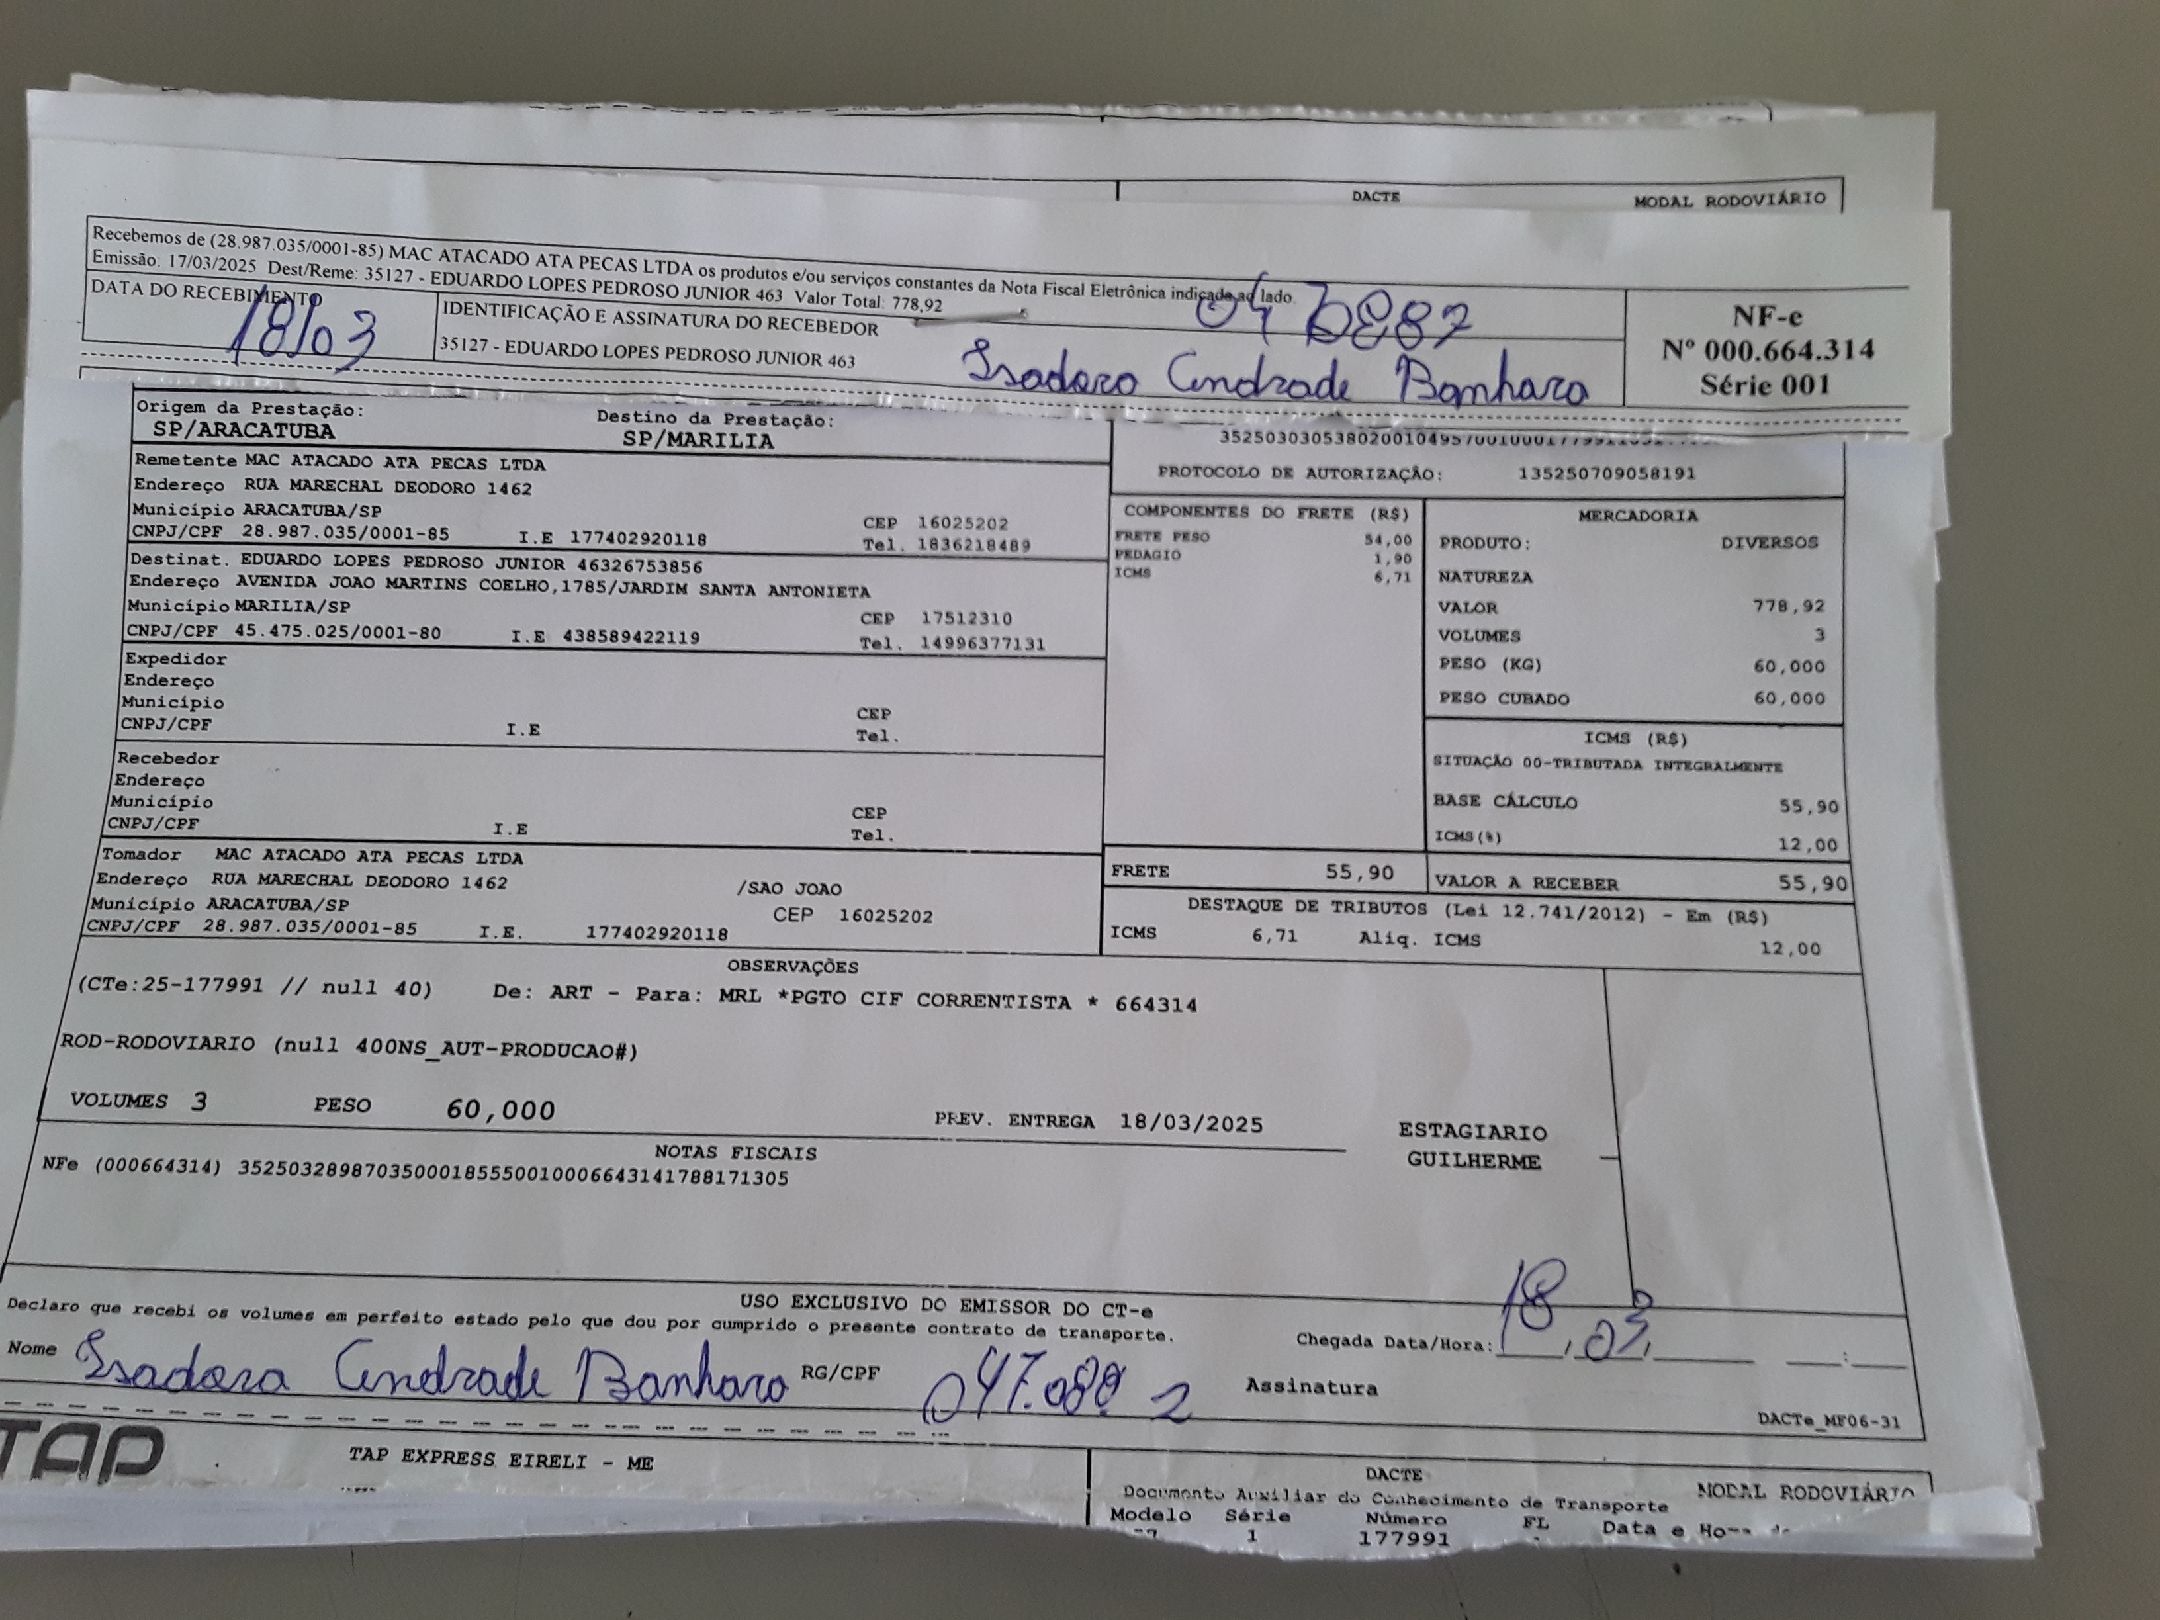 DACTE MODAL RODOVIÁRIO
Recebemos de (28.987.035/0001-85) MAC ATACADO ATA PECAS LTDA os produtos e/ou serviços constantes da Nota Fiscal Eletrônica indicada ao lado.
Emissão: 17/03/2025 Dest/Reme: 35127 - EDUARDO LOPES PEDROSO JUNIOR 463 Valor Total: 778,92
DATA DO RECEBIMENTO
18/03
IDENTIFICAÇÃO E ASSINATURA DO RECEBEDOR
35127 - EDUARDO LOPES PEDROSO JUNIOR 463
Isadora Andrade Banhara
NF-e
Nº 000.664.314
Série 001
Origem da Prestação: Destino da Prestação:
SP/ARACATUBA SP/MARILIA
PROTOCOLO DE AUTORIZAÇÃO: 135250709058191
Remetente MAC ATACADO ATA PECAS LTDA
Endereço RUA MARECHAL DEODORO 1462
Município ARACATUBA/SP CEP 16025202
CNPJ/CPF 28.987.035/0001-85 I.E 177402920118 Tel. 1836218489
Destinat. EDUARDO LOPES PEDROSO JUNIOR 46326753856
Endereço AVENIDA JOAO MARTINS COELHO,1785/JARDIM SANTA ANTONIETA
Município MARILIA/SP CEP 17512310
CNPJ/CPF 45.475.025/0001-80 I.E 438589422119 Tel. 14996377131
Expedidor
Endereço
Município CEP
CNPJ/CPF I.E Tel.
Recebedor
Endereço
Município CEP
CNPJ/CPF I.E Tel.
Tomador MAC ATACADO ATA PECAS LTDA
Endereço RUA MARECHAL DEODORO 1462 /SAO JOAO
Município ARACATUBA/SP CEP 16025202
CNPJ/CPF 28.987.035/0001-85 I.E. 177402920118
COMPONENTES DO FRETE (R$)
FRETE PESO 54,00
PEDAGIO 1,90
ICMS 6,71
MERCADORIA
PRODUTO: DIVERSOS
NATUREZA
VALOR 778,92
VOLUMES 3
PESO (KG) 60,000
PESO CUBADO 60,000
ICMS (R$)
SITUAÇÃO 00-TRIBUTADA INTEGRALMENTE
BASE CÁLCULO 55,90
ICMS(%) 12,00
FRETE 55,90 VALOR A RECEBER 55,90
DESTAQUE DE TRIBUTOS (Lei 12.741/2012) - Em (R$)
ICMS 6,71 Aliq. ICMS 12,00
OBSERVAÇÕES
(CTe:25-177991 // null 40) De: ART - Para: MRL *PGTO CIF CORRENTISTA * 664314
ROD-RODOVIARIO (null 400NS_AUT-PRODUCAO#)
VOLUMES 3 PESO 60,000 PREV. ENTREGA 18/03/2025
ESTAGIARIO
GUILHERME
NOTAS FISCAIS
NFe (000664314) 35250328987035000185550010006643141788171305
USO EXCLUSIVO DO EMISSOR DO CT-e
Declaro que recebi os volumes em perfeito estado pelo que dou por cumprido o presente contrato de transporte.
Chegada Data/Hora: 18/03
Nome Isadora Andrade Banhara RG/CPF Assinatura
DACTe_MF06-31
TAP
TAP EXPRESS EIRELI - ME
DACTE MODAL RODOVIÁRIO
Documento Auxiliar do Conhecimento de Transporte
Modelo Série Número FL Data e
1 177991